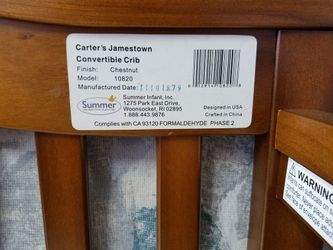 Carter's Jamestown
Convertible Crib
Finish: Chestnut
Model: 10820
Manufactured Date:
Summer
Summer Infant, Inc.
1275 Park East Drive,
Woonsocket, RI 02895
1.888.443.9876
Designed in USA
Crafted in China
Complies with CA 93120 FORMALDEHYDE PHASE 2
WARNING